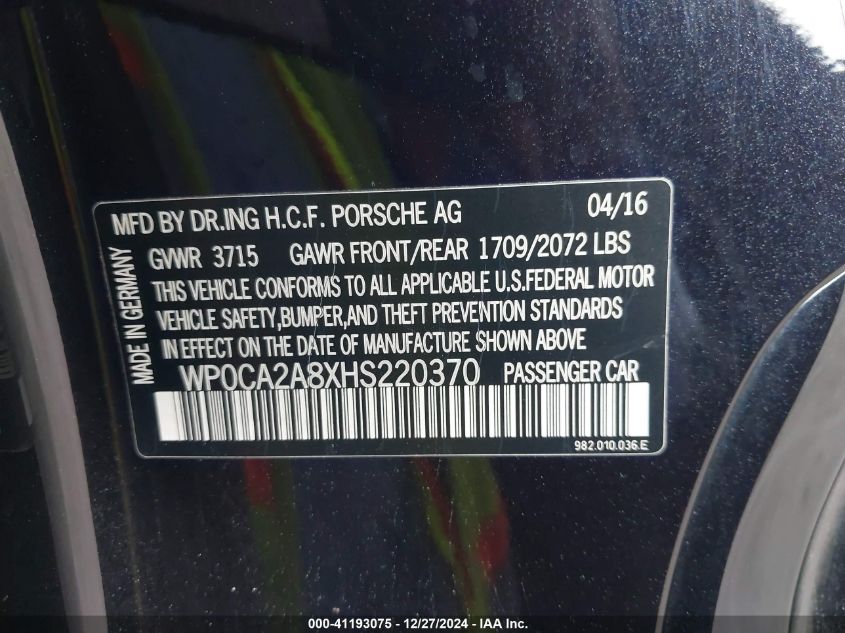 MFD BY DR.ING H.C.F. PORSCHE AG 04/16
GVWR 3715 GAWR FRONT/REAR 1709/2072 LBS
THIS VEHICLE CONFORMS TO ALL APPLICABLE U.S.FEDERAL MOTOR
VEHICLE SAFETY,BUMPER,AND THEFT PREVENTION STANDARDS
IN EFFECT ON THE DATE OF MANUFACTURE SHOWN ABOVE
WP0CA2A8XHS220370 PASSENGER CAR
982.010.036.E
MADE IN GERMANY
000-41193075 - 12/27/2024 - IAA Inc.